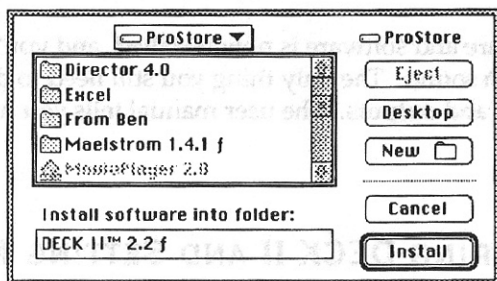 ProStore
Director 4.0
Excel
From Ben
Maelstrom 1.4.1 ƒ
MoviePlayer 2.0
Install software into folder:
DECK II™ 2.2 ƒ
ProStore
Eject
Desktop
New
Cancel
Install